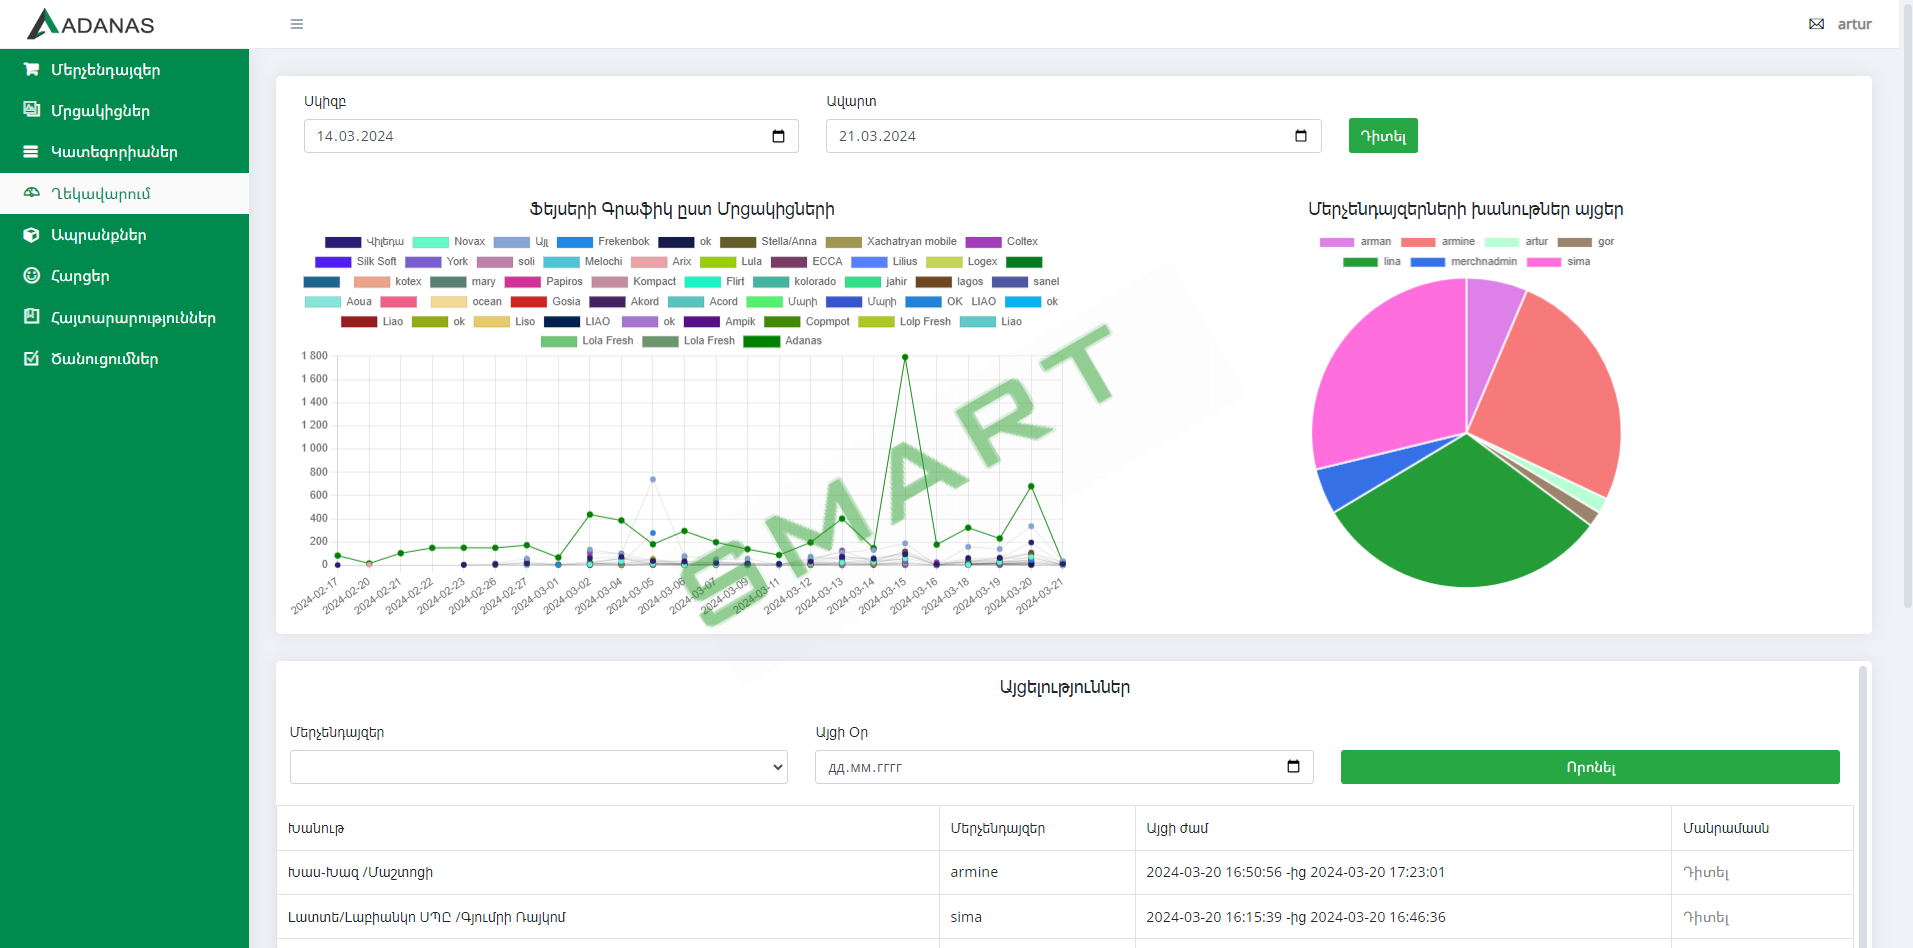 ADANAS
artur
Մերչենդայզեր
Մրցակիցներ
Կատեգորիաներ
Ղեկավարում
Ապրանքներ
Հարցեր
Հայտարարություններ
Ծանուցումներ
Սկիզբ
Ավարտ
14.03.2024
21.03.2024
Դիտել
Ֆեյսերի Գրաֆիկ ըստ Մրցակիցների
Վիլեդա Novax Այլ Frekenbok ok Stella/Anna Xachatryan mobile Coltex
Silk Soft York soli Melochi Arix Lula ECCA Lilius Logex
kotex mary Papiros Kompact Flirt kolorado jahir lagos sanel
Aoua ocean Gosia Akord Acord Մարի Մարի OK LIAO ok
Liao ok Liso LIAO ok Ampik Copmpot Lolp Fresh Liao
Lola Fresh Lola Fresh Adanas
1 800
1 600
1 400
1 200
1 000
800
600
400
200
0
2024-02-17 2024-02-20 2024-02-21 2024-02-22 2024-02-23 2024-02-26 2024-02-27 2024-03-01 2024-03-02 2024-03-04 2024-03-05 2024-03-06 2024-03-07 2024-03-09 2024-03-11 2024-03-12 2024-03-13 2024-03-14 2024-03-15 2024-03-16 2024-03-18 2024-03-19 2024-03-20 2024-03-21
SMART
Մերչենդայզերների խանութներ այցեր
arman armine artur gor
lina merchnadmin sima
Այցելություններ
Մերչենդայզեր
Այցի Օր
дд.мм.гггг
Որոնել
Խանութ Մերչենդայզեր Այցի ժամ Մանրամասն
Խաս-Խազ /Մաշտոցի armine 2024-03-20 16:50:56 -ից 2024-03-20 17:23:01 Դիտել
Լատտե/Լաբիանկո ՍՊԸ /Գյումրի Ռայկոմ sima 2024-03-20 16:15:39 -ից 2024-03-20 16:46:36 Դիտել